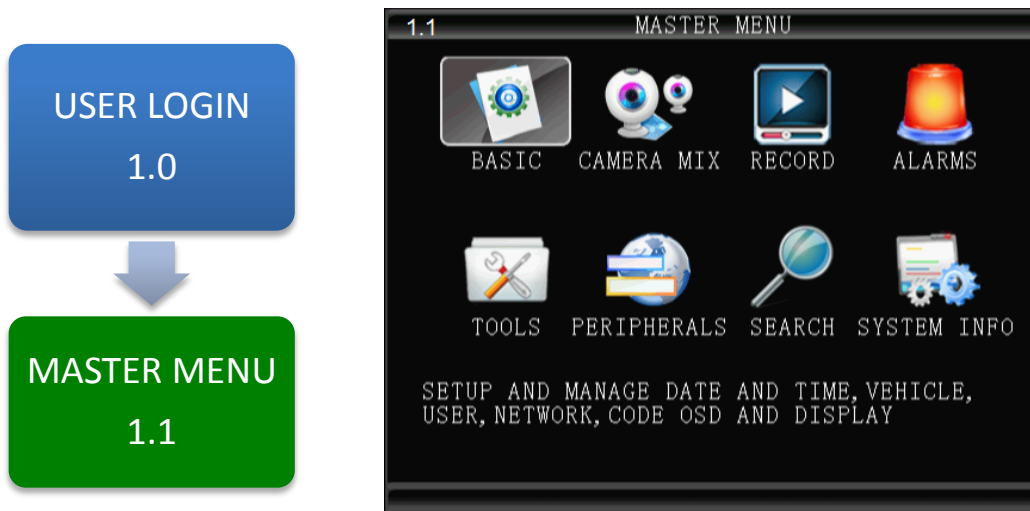 USER LOGIN
1.0
MASTER MENU
1.1
1.1 MASTER MENU
BASIC CAMERA MIX RECORD ALARMS
TOOLS PERIPHERALS SEARCH SYSTEM INFO
SETUP AND MANAGE DATE AND TIME, VEHICLE,
USER, NETWORK, CODE OSD AND DISPLAY